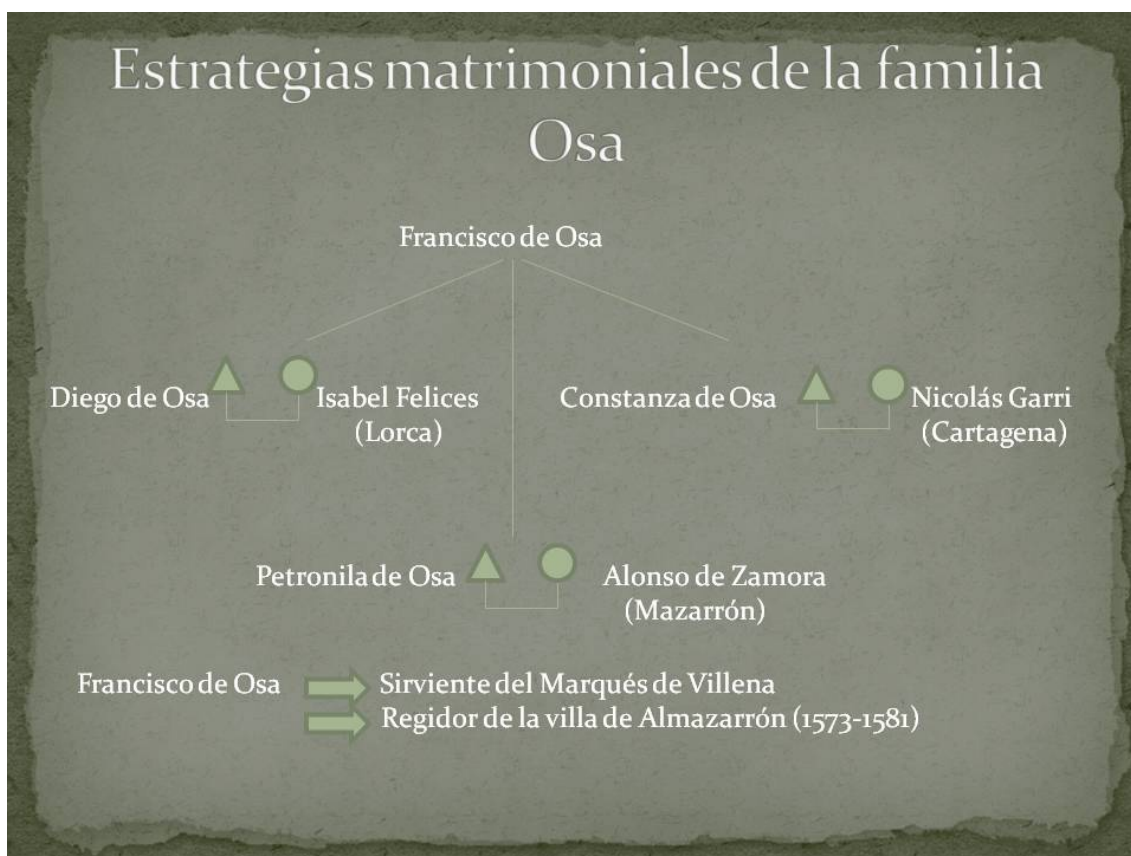 Estrategias matrimoniales de la familia
Osa
Francisco de Osa
Diego de Osa
Isabel Felices
(Lorca)
Constanza de Osa
Nicolás Garri
(Cartagena)
Petronila de Osa
Alonso de Zamora
(Mazarrón)
Francisco de Osa
Sirviente del Marqués de Villena
Regidor de la villa de Almazarrón (1573-1581)